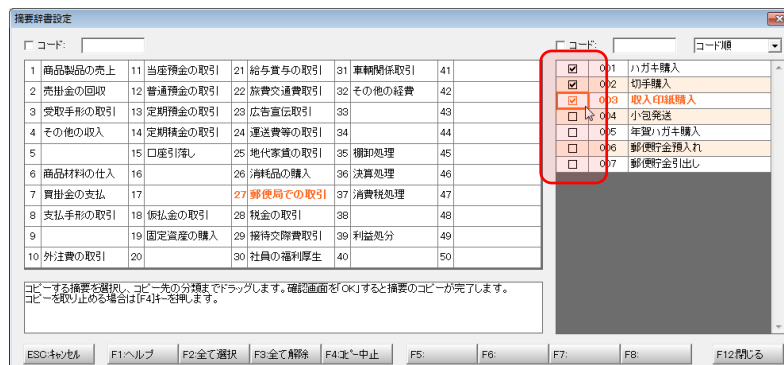 摘要辞書設定
コード:
コード:
コード順
1 商品製品の売上 11 当座預金の取引 21 給与賞与の取引 31 車輌関係取引 41
2 売掛金の回収 12 普通預金の取引 22 旅費交通費取引 32 その他の経費 42
3 受取手形の取引 13 定期預金の取引 23 広告宣伝取引 33 43
4 その他の収入 14 定期積金の取引 24 運送費等の取引 34 44
5 15 口座引落し 25 地代家賃の取引 35 棚卸処理 45
6 商品材料の仕入 16 26 消耗品の購入 36 決算処理 46
7 買掛金の支払 17 27 郵便局での取引 37 消費税処理 47
8 支払手形の取引 18 仮払金の取引 28 税金の取引 38 48
9 19 固定資産の購入 29 接待交際費取引 39 利益処分 49
10 外注費の取引 20 30 社員の福利厚生 40 50
001 ハガキ購入
002 切手購入
003 収入印紙購入
004 小包発送
005 年賀ハガキ購入
006 郵便貯金預入れ
007 郵便貯金引出し
コピーする摘要を選択し、コピー先の分類までドラッグします。確認画面を「OK」すると摘要のコピーが完了します。
コピーを取り止める場合は[F4]キーを押します。
ESC:キャンセル F1:ヘルプ F2:全て選択 F3:全て解除 F4:コピー中止 F5: F6: F7: F8: F12:閉じる